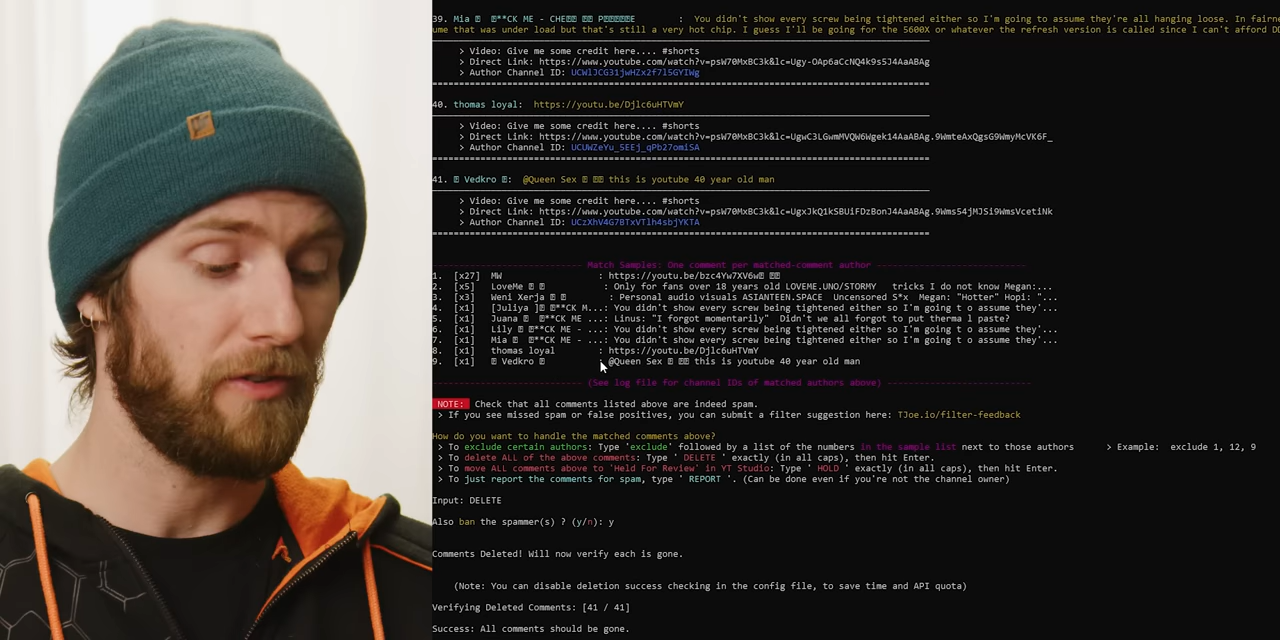 39. Mia  **CK ME - CHE P : You didn't show every screw being tightened either so I'm going to assume they're all hanging loose. In fairne
ume that was under load but that's still a very hot chip. I guess I'll be going for the 5600X or whatever the refresh version is called since I can't afford DD
> Video: Give me some credit here.... #shorts
> Direct Link: https://www.youtube.com/watch?v=psW70MxBC3k&lc=Ugy-OAp6aCcNQ4k9s5J4AaABAg
> Author Channel ID: UCWlJCG31jwHZx2f7l5GYIWg
40. thomas loyal: https://youtu.be/Djlc6uHTVmY
> Video: Give me some credit here.... #shorts
> Direct Link: https://www.youtube.com/watch?v=psW70MxBC3k&lc=UgwC3LGwmMVQW6Wgek14AaABAg.9WmteAxQgsG9WmyMcVK6F_
> Author Channel ID: UCUWZeYu_5EEj_qPb27omiSA
41. Vedkro : @Queen Sex this is youtube 40 year old man
> Video: Give me some credit here.... #shorts
> Direct Link: https://www.youtube.com/watch?v=psW70MxBC3k&lc=UgxJkQ1kSBUiFDzBonJ4AaABAg.9Wms54jMJSi9WmsVcetiNk
> Author Channel ID: UCzXhV4G7BTxVTlh4sbjYKTA
Match Samples: One comment per matched-comment author
1. [x27] MW : https://youtu.be/bzc4Yw7XV6w
2. [x5] LoveMe : Only for fans over 18 years old LOVEME.UNO/STORMY tricks I do not know Megan:...
3. [x3] Weni Xerja : Personal audio visuals ASIANTEEN.SPACE Uncensored S*x Megan: "Hotter" Hopi: "...
4. [x1] [Juliya ] **CK M...: You didn't show every screw being tightened either so I'm going t o assume they'...
5. [x1] Juana **CK ME ...: Linus: "I forgot momentarily" Didn't we all forgot to put therma l paste?
6. [x1] Lily **CK ME - ...: You didn't show every screw being tightened either so I'm going t o assume they'...
7. [x1] Mia **CK ME - ...: You didn't show every screw being tightened either so I'm going t o assume they'...
8. [x1] thomas loyal : https://youtu.be/Djlc6uHTVmY
9. [x1] Vedkro : @Queen Sex this is youtube 40 year old man
(See log file for channel IDs of matched authors above)
NOTE: Check that all comments listed above are indeed spam.
> If you see missed spam or false positives, you can submit a filter suggestion here: TJoe.io/filter-feedback
How do you want to handle the matched comments above?
> To exclude certain authors: Type 'exclude' followed by a list of the numbers in the sample list next to those authors > Example: exclude 1, 12, 9
> To delete ALL of the above comments: Type ' DELETE ' exactly (in all caps), then hit Enter.
> To move ALL comments above to 'Held For Review' in YT Studio: Type ' HOLD ' exactly (in all caps), then hit Enter.
> To just report the comments for spam, type ' REPORT '. (Can be done even if you're not the channel owner)
Input: DELETE
Also ban the spammer(s) ? (y/n): y
Comments Deleted! Will now verify each is gone.
(Note: You can disable deletion success checking in the config file, to save time and API quota)
Verifying Deleted Comments: [41 / 41]
Success: All comments should be gone.